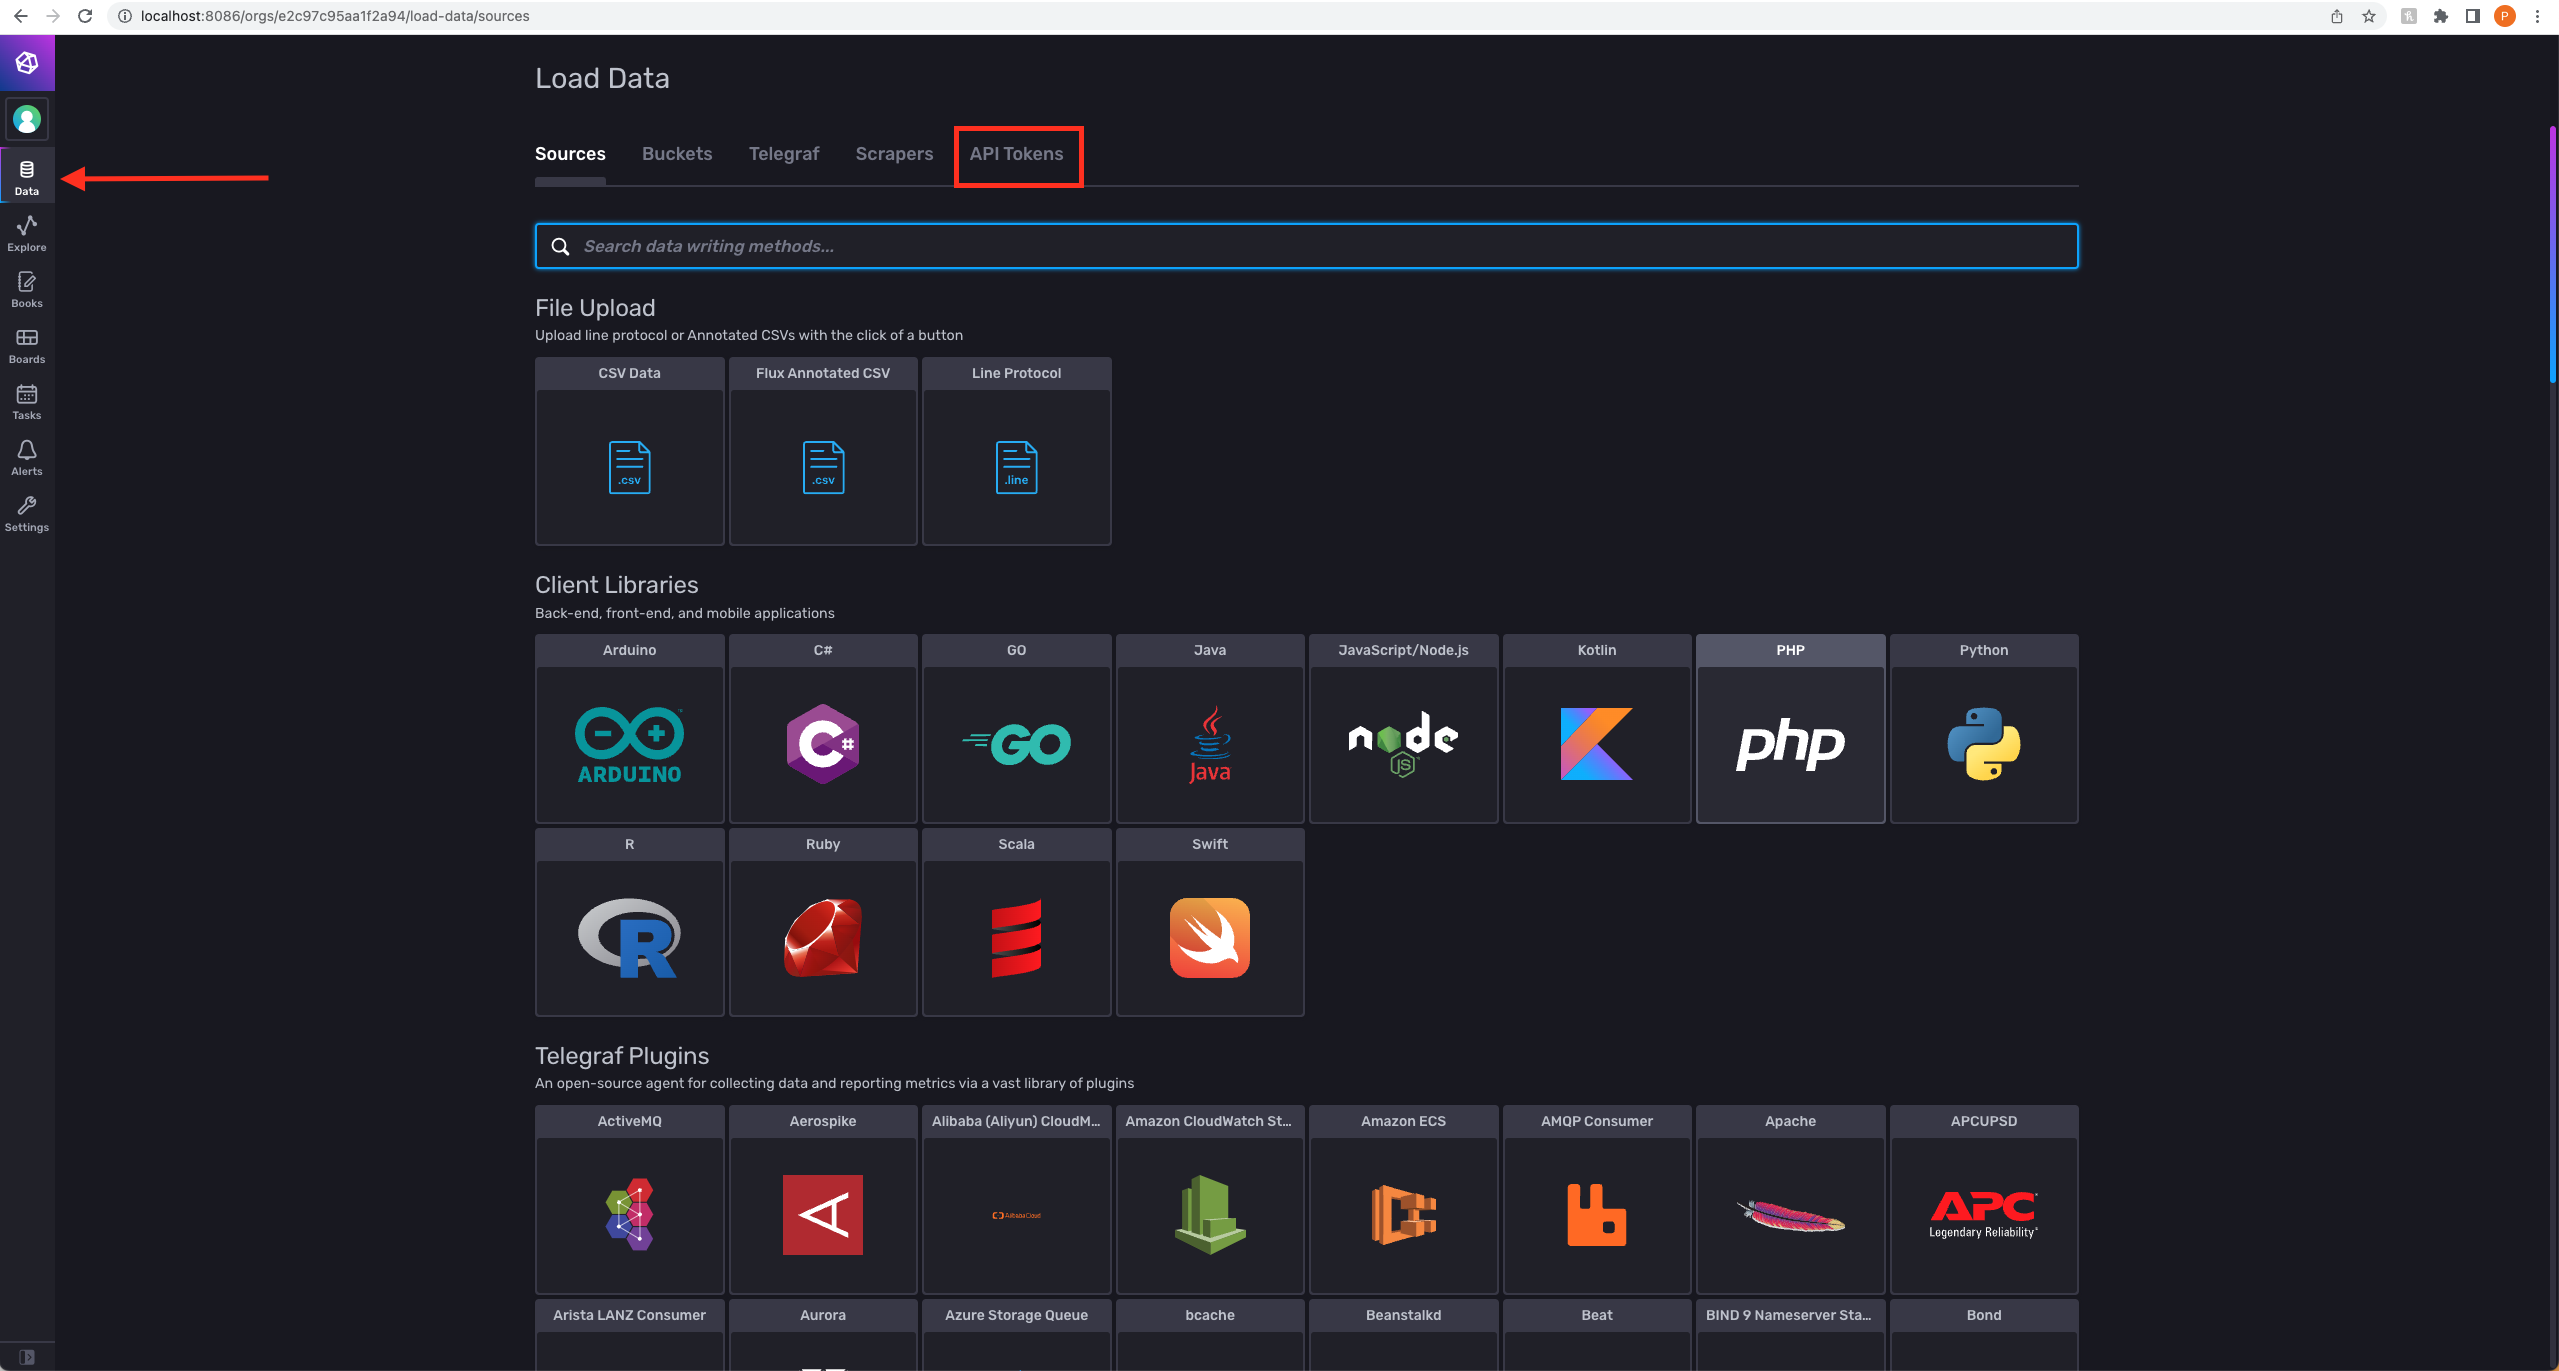 localhost:8086/orgs/e2c97c95aa1f2a94/load-data/sources
P
Data
Explore
Books
Boards
Tasks
Alerts
Settings
Load Data
Sources Buckets Telegraf Scrapers API Tokens
Search data writing methods...
File Upload
Upload line protocol or Annotated CSVs with the click of a button
CSV Data Flux Annotated CSV Line Protocol
.csv .csv .line
Client Libraries
Back-end, front-end, and mobile applications
Arduino C# GO Java JavaScript/Node.js Kotlin PHP Python
ARDUINO C# GO Java node JS php
R Ruby Scala Swift
R
Telegraf Plugins
An open-source agent for collecting data and reporting metrics via a vast library of plugins
ActiveMQ Aerospike Alibaba (Aliyun) CloudM... Amazon CloudWatch St... Amazon ECS AMQP Consumer Apache APCUPSD
Alibaba Cloud APC
Legendary Reliability
Arista LANZ Consumer Aurora Azure Storage Queue bcache Beanstalkd Beat BIND 9 Nameserver Sta... Bond